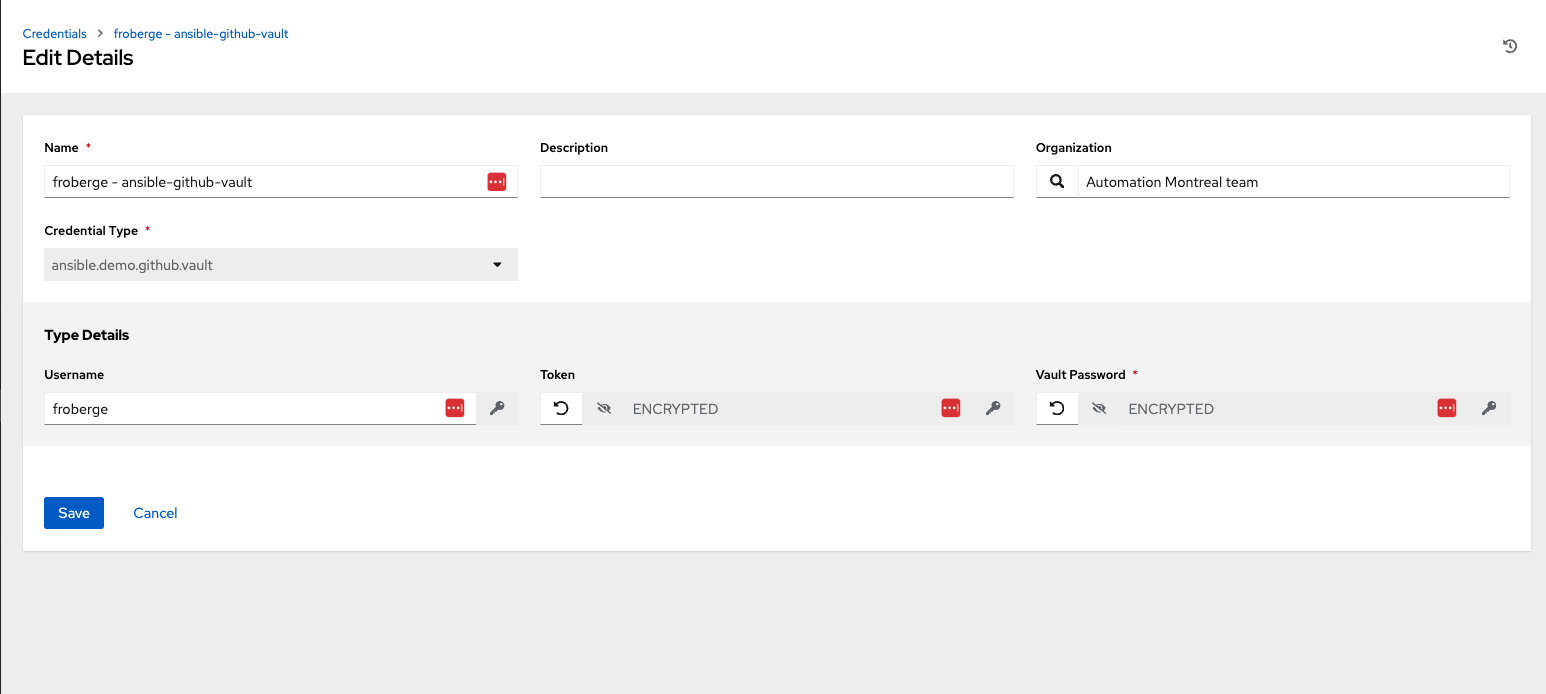 Credentials > froberge - ansible-github-vault
Edit Details
Name * Description Organization
froberge - ansible-github-vault Automation Montreal team
Credential Type *
ansible.demo.github.vault
Type Details
Username Token Vault Password *
froberge ENCRYPTED ENCRYPTED
Save Cancel